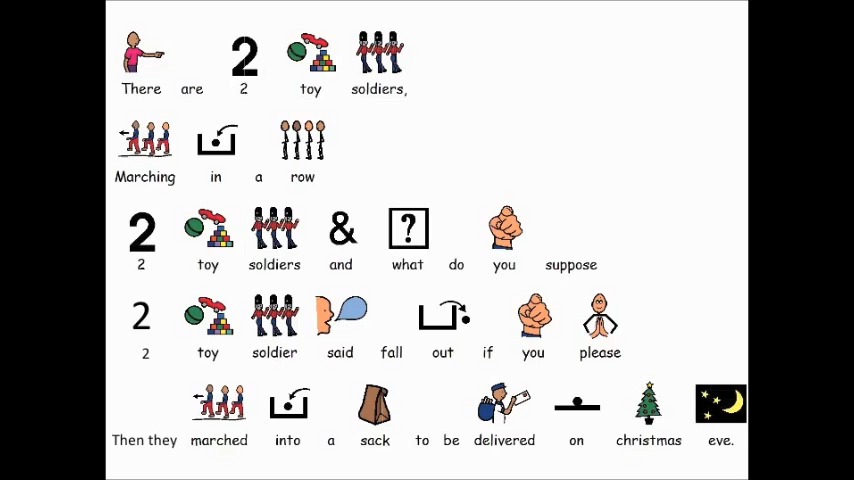 2
There are 2 toy soldiers,
Marching in a row
2 & ?
2 toy soldiers and what do you suppose
2
2 toy soldier said fall out if you please
Then they marched into a sack to be delivered on christmas eve.